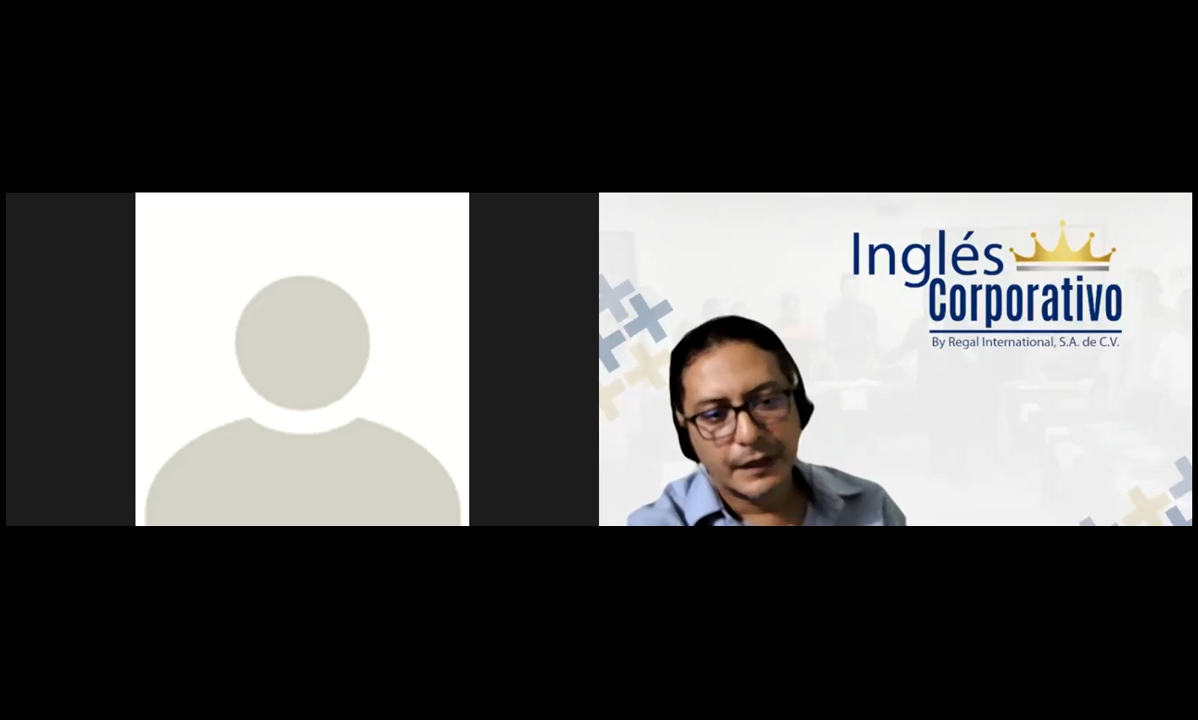 Inglés
Corporativo
By Regal International, S.A. de C.V.